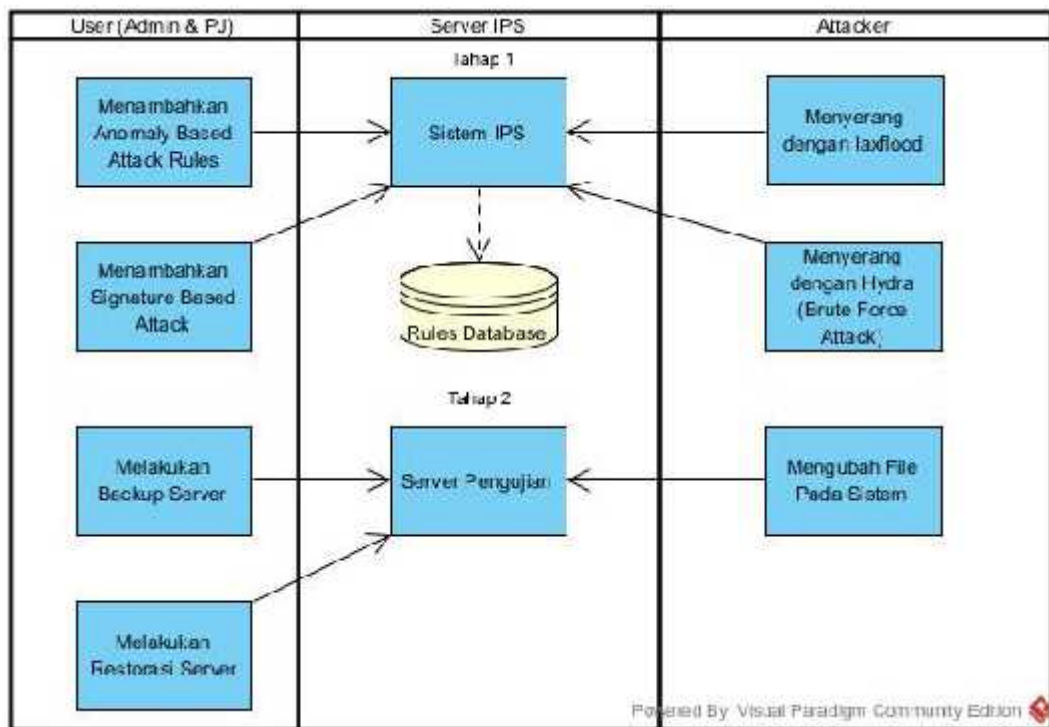 User (Admin & PJ)
Server IPS
Attacker
Tahap 1
Menambahkan
Anomaly Based
Attack Rules
Sistem IPS
Menyerang
dengan Iaxflood
Menambahkan
Signature Based
Attack
Rules Database
Menyerang
dengan Hydra
(Brute Force
Attack)
Tahap 2
Melakukan
Backup Server
Server Pengujian
Mengubah File
Pada Sistem
Melakukan
Restorasi Server
Powered By Visual Paradigm Community Edition